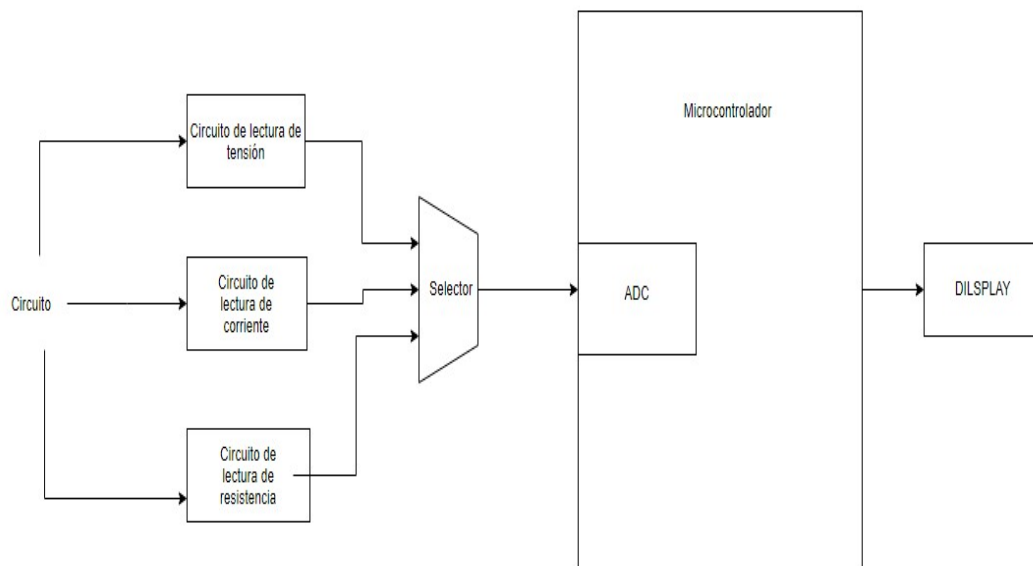 Circuito de lectura de
tensión
Microcontrolador
Circuito
Circuito de
lectura de
corriente
Selector
ADC
DILSPLAY
Circuito de
lectura de
resistencia